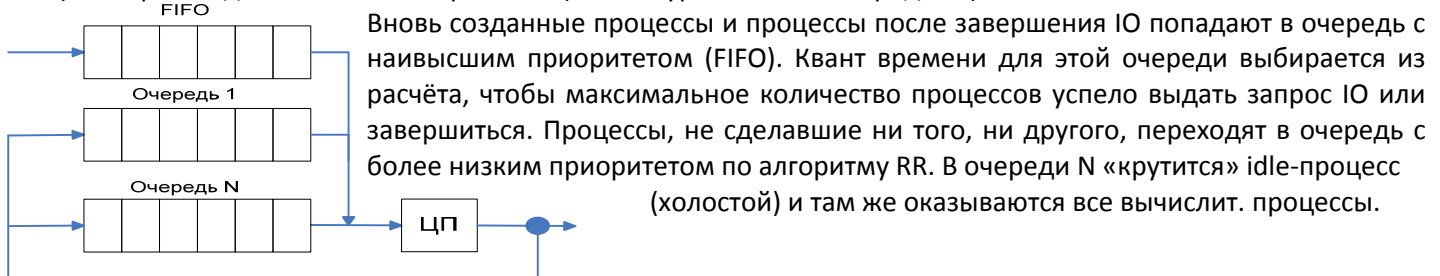 FIFO
Вновь созданные процессы и процессы после завершения IO попадают в очередь с
наивысшим приоритетом (FIFO). Квант времени для этой очереди выбирается из
Очередь 1
расчёта, чтобы максимальное количество процессов успело выдать запрос IO или
завершиться. Процессы, не сделавшие ни того, ни другого, переходят в очередь с
более низким приоритетом по алгоритму RR. В очереди N «крутится» idle-процесс
Очередь N
(холостой) и там же оказываются все вычислит. процессы.
ЦП